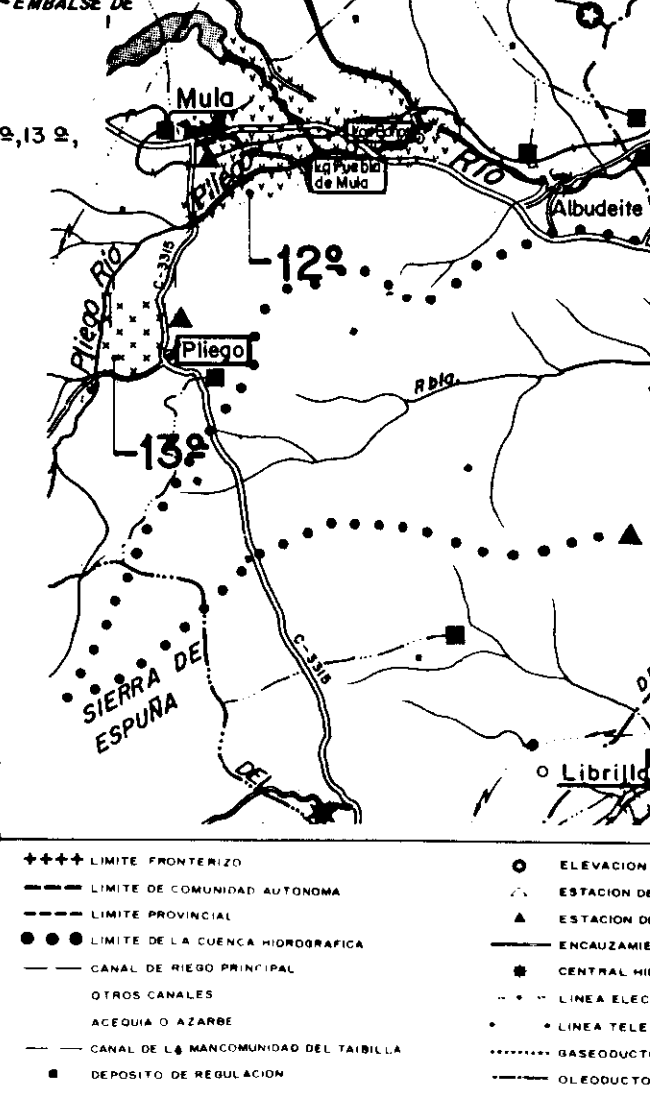 EMBALSE DE
Mula
º,13 º,
La Puebla
de Mula
RÍO
Pliego
Albudeite
12º
C-3315
Pliego Río
Pliego
Rbla.
13º
C-3315
SIERRA DE
ESPUÑA
DEL
Librilla
++++ LIMITE FRONTERIZO
LIMITE DE COMUNIDAD AUTONOMA
LIMITE PROVINCIAL
LIMITE DE LA CUENCA HIDROGRAFICA
CANAL DE RIEGO PRINCIPAL
OTROS CANALES
ACEQUIA O AZARBE
CANAL DE LA MANCOMUNIDAD DEL TAIBILLA
DEPOSITO DE REGULACION
ELEVACION
ESTACION DE
ESTACION DE
ENCAUZAMIE
CENTRAL HI
LINEA ELEC
LINEA TELE
GASEODUCTO
OLEODUCTO